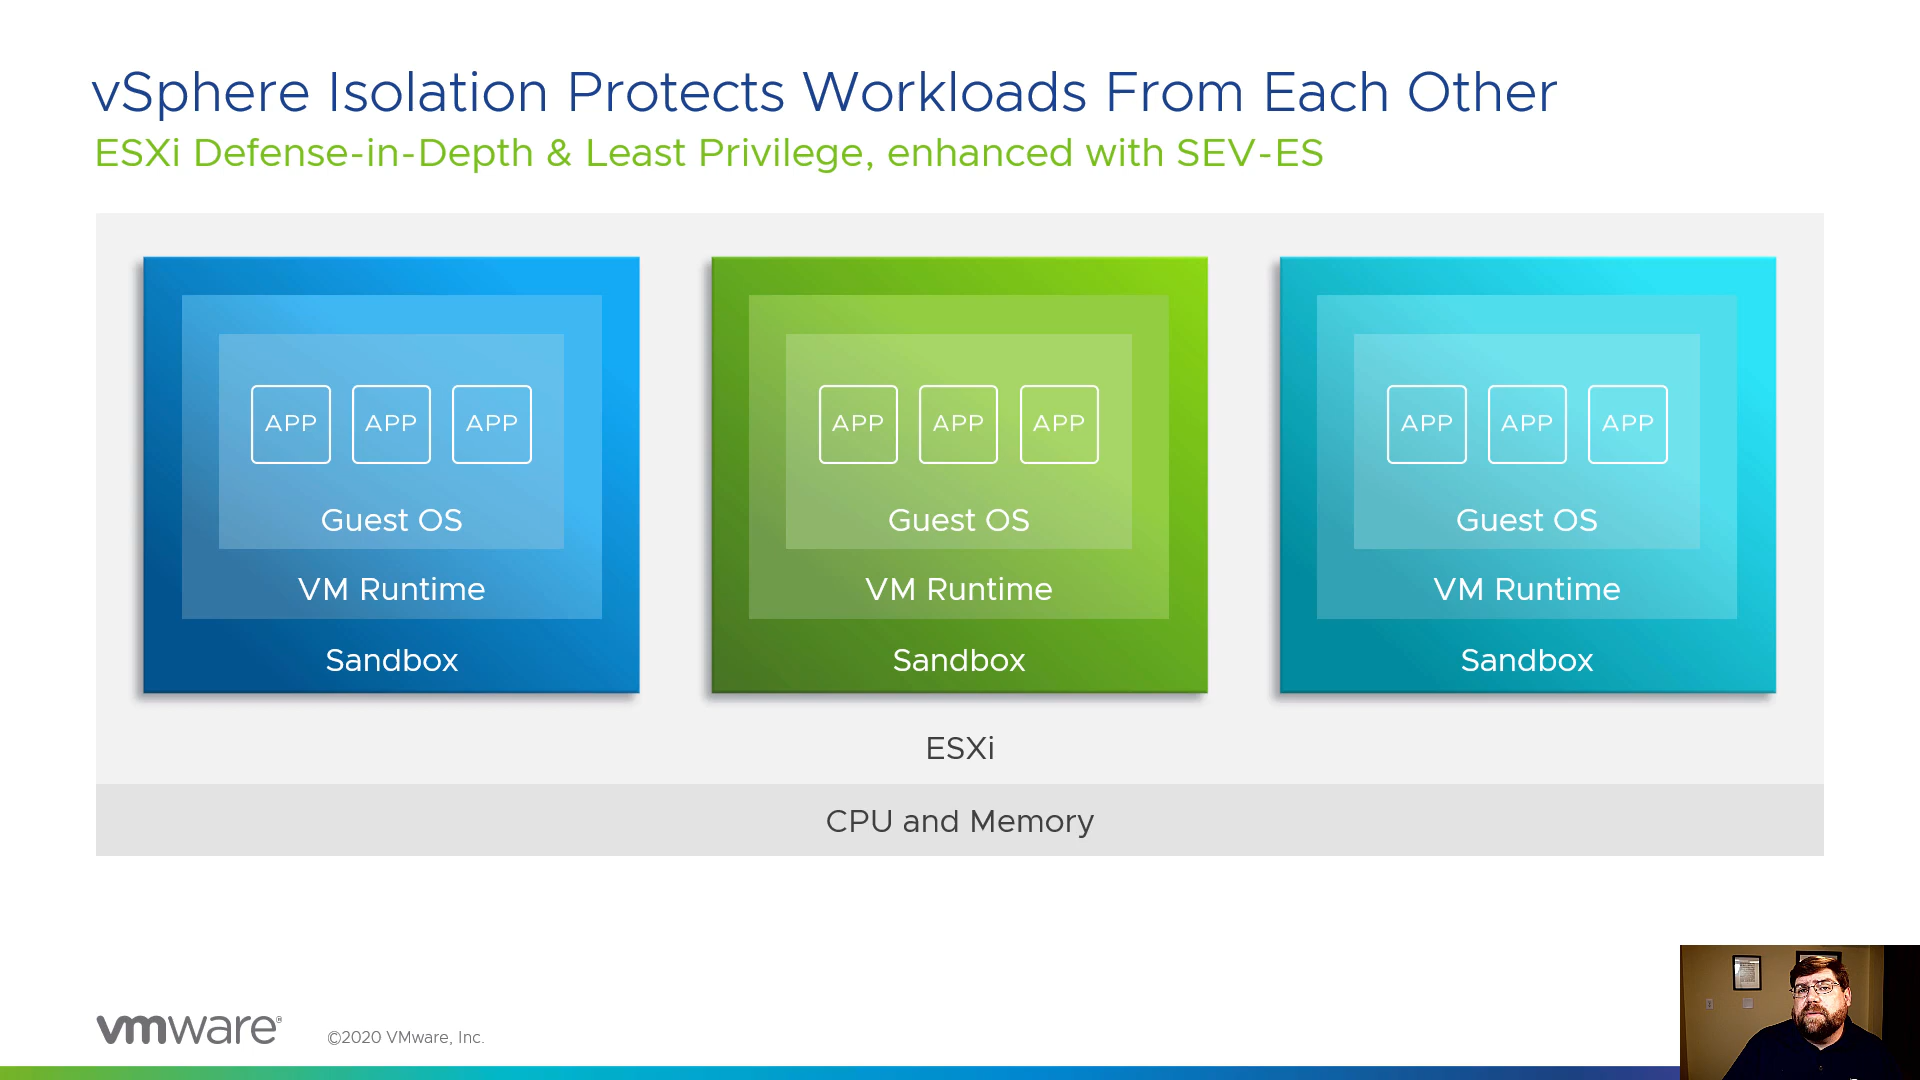 vSphere Isolation Protects Workloads From Each Other
ESXi Defense-in-Depth & Least Privilege, enhanced with SEV-ES
APP APP APP
Guest OS
VM Runtime
Sandbox
APP APP APP
Guest OS
VM Runtime
Sandbox
APP APP APP
Guest OS
VM Runtime
Sandbox
ESXi
CPU and Memory
vmware®
©2020 VMware, Inc.